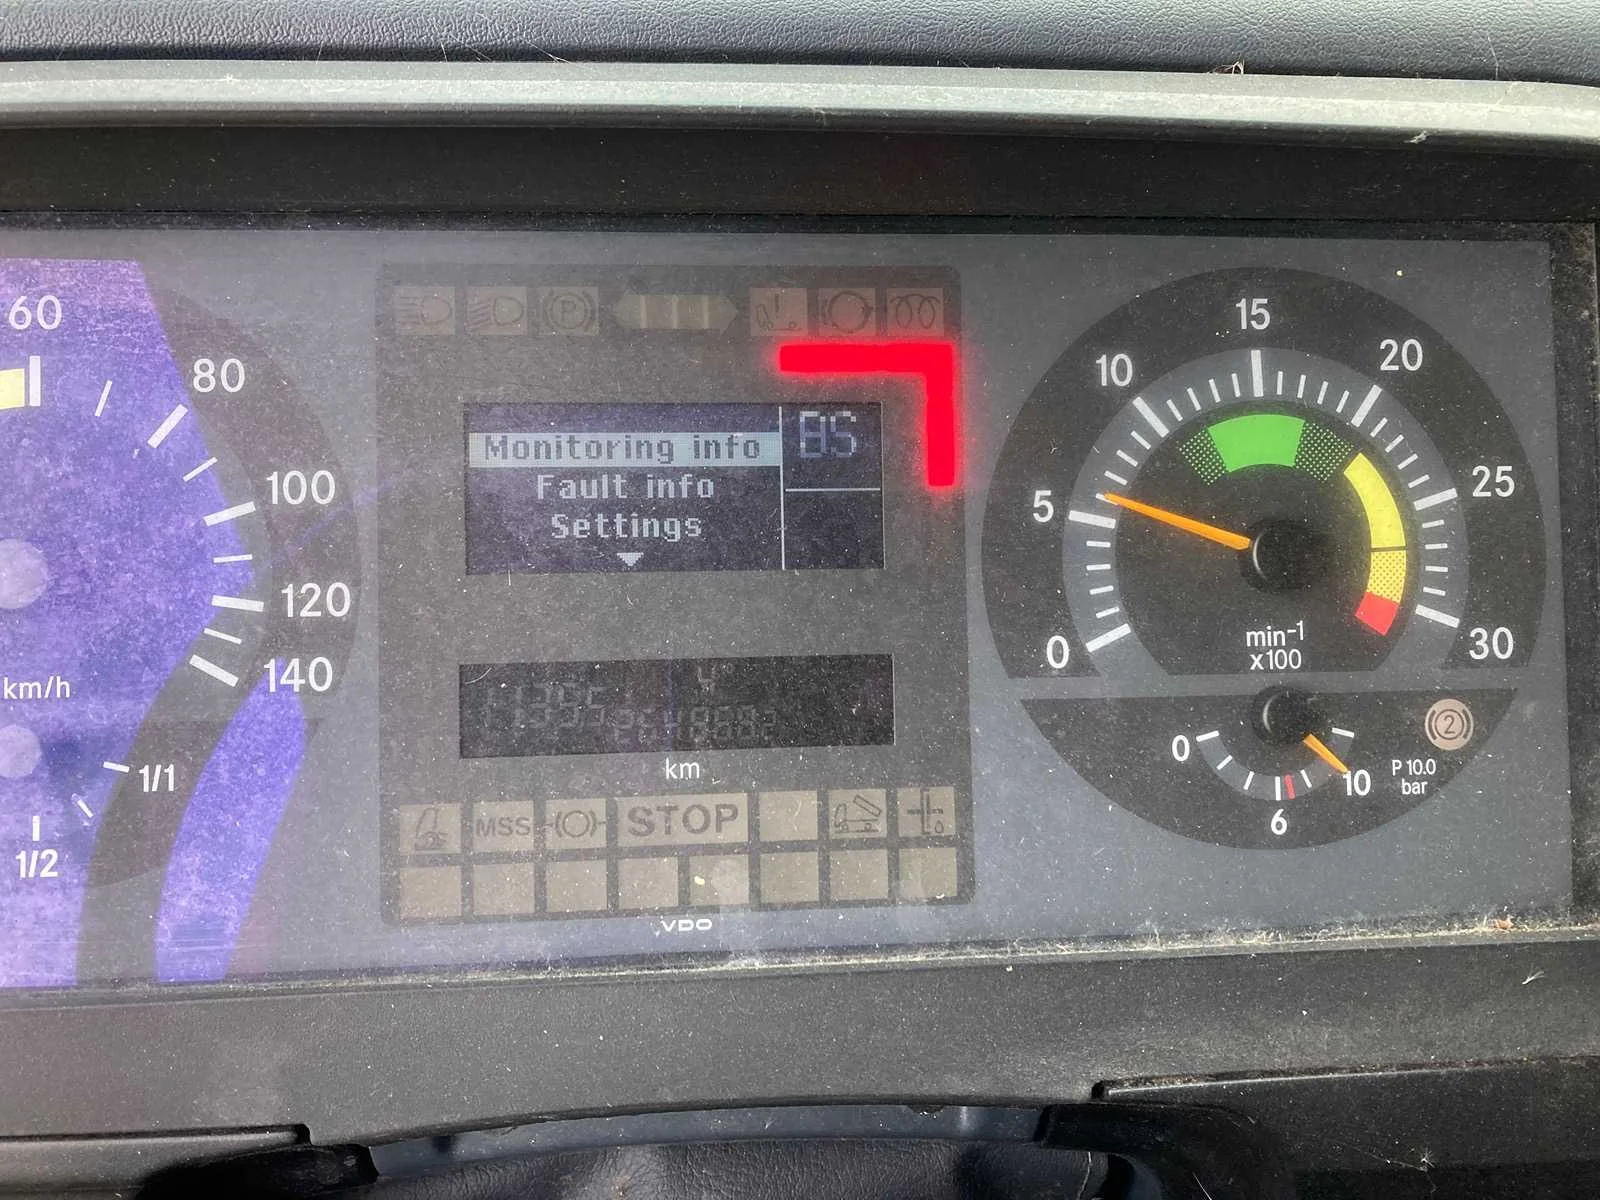 60
80
100
120
140
km/h
1/1
1/2
P
Monitoring info
Fault info
Settings
BS
km
MSS
STOP
VDO
0
5
10
15
20
25
30
min-1
x100
0
6
10
P 10.0
bar
2